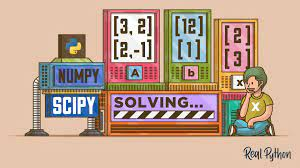 [3, 2]
[2,-1]
A
[12]
[1]
b
[2]
[3]
x
NUMPY
SCIPY
SOLVING...
X
Real Python